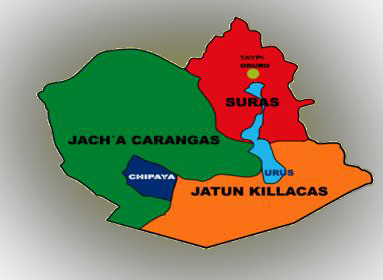 TAYPI
ORURO
SURAS
JACH´A CARANGAS
CHIPAYA
URUS
JATUN KILLACAS